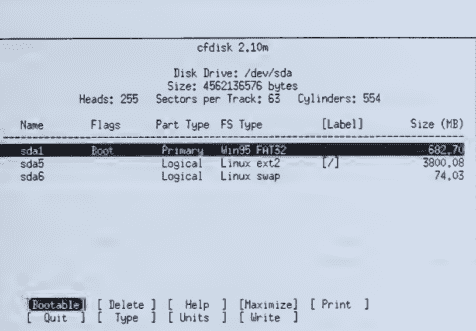 cfdisk 2.10m
Disk Drive: /dev/sda
Size: 4562136576 bytes
Heads: 255 Sectors per Track: 63 Cylinders: 554
Name Flags Part Type FS Type [Label] Size (MB)
sda1 Boot Primary Win95 FAT32 682.70
sda5 Logical Linux ext2 [/] 3800.08
sda6 Logical Linux swap 74.03
[Bootable] [ Delete ] [ Help ] [Maximize] [ Print ]
[ Quit ] [ Type ] [ Units ] [ Write ]